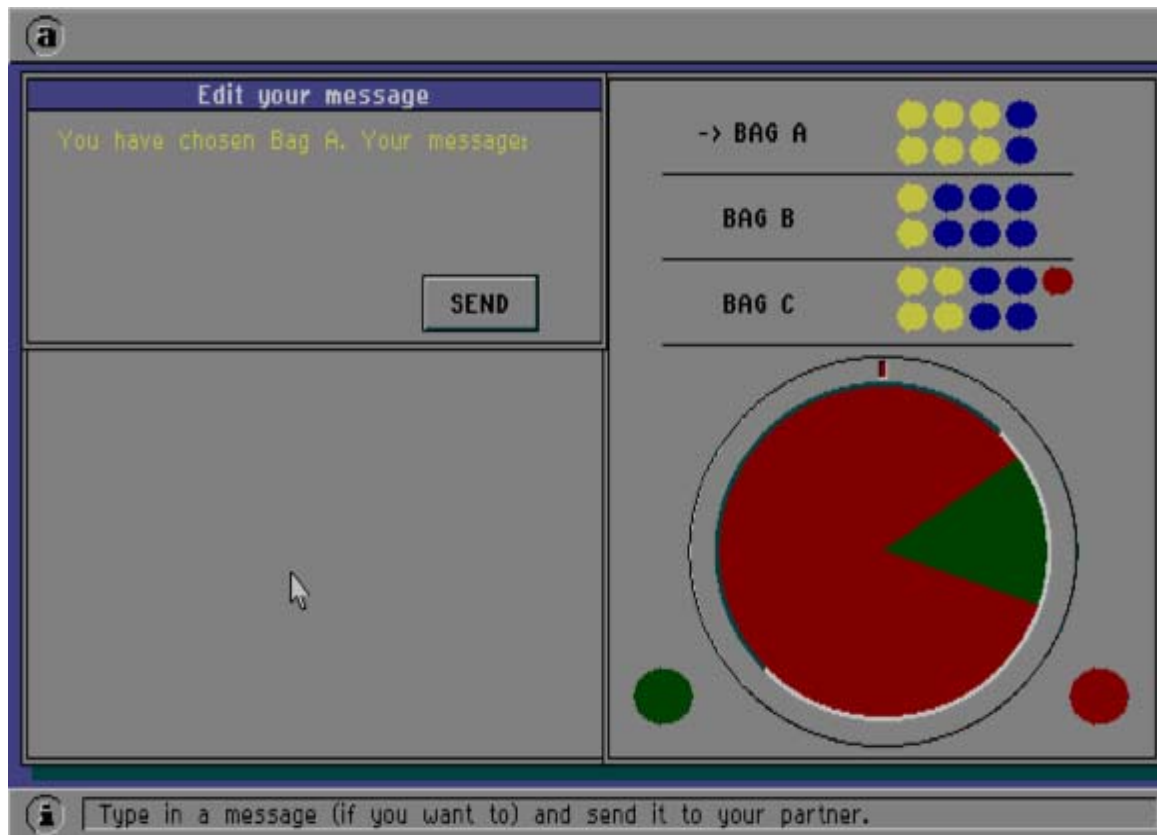 a
Edit your message
You have chosen Bag A. Your message:
SEND
-> BAG A
BAG B
BAG C
i Type in a message (if you want to) and send it to your partner.